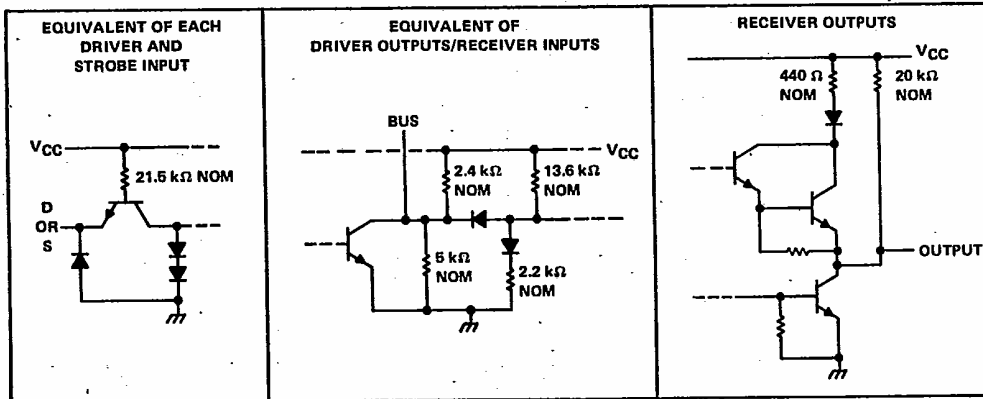 EQUIVALENT OF EACH
DRIVER AND
STROBE INPUT
VCC
21.5 kΩ NOM
D
OR
S
EQUIVALENT OF
DRIVER OUTPUTS/RECEIVER INPUTS
BUS
VCC
2.4 kΩ
NOM
13.6 kΩ
NOM
5 kΩ
NOM
2.2 kΩ
NOM
RECEIVER OUTPUTS
VCC
440 Ω
NOM
20 kΩ
NOM
OUTPUT